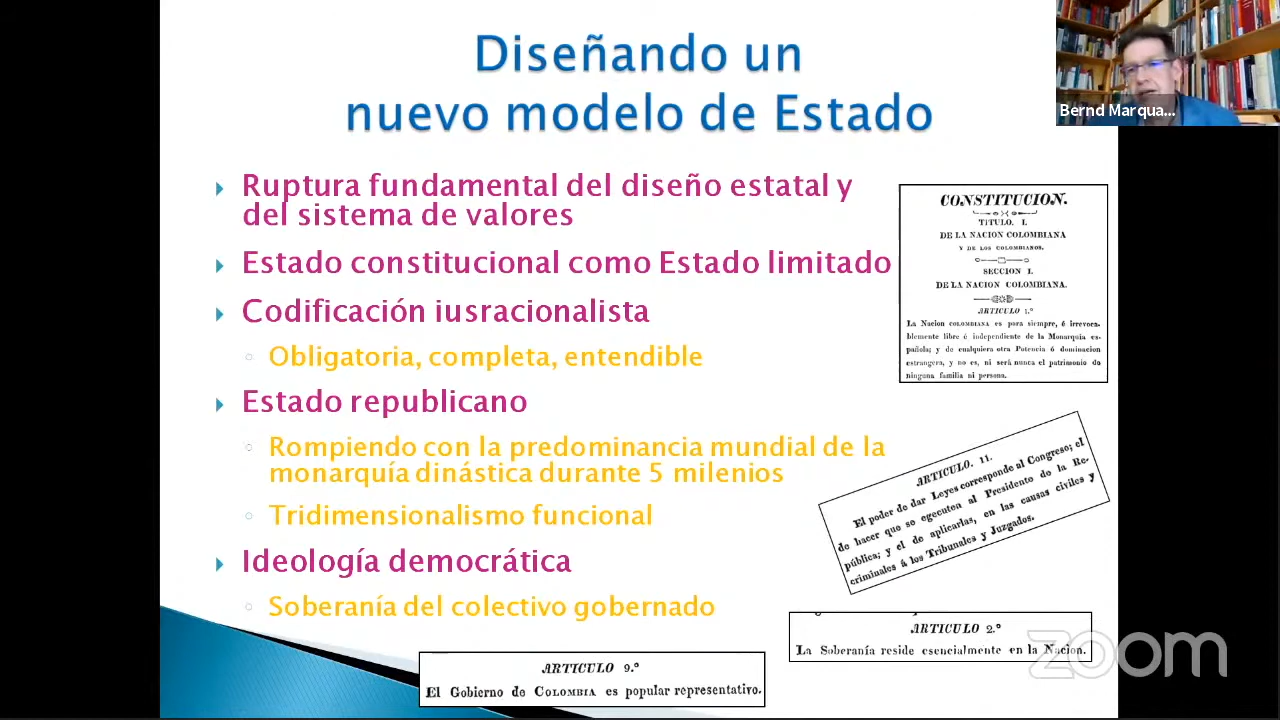 Diseñando un
nuevo modelo de Estado
Bernd Marqua...
Ruptura fundamental del diseño estatal y
del sistema de valores
Estado constitucional como Estado limitado
Codificación iusracionalista
Obligatoria, completa, entendible
Estado republicano
Rompiendo con la predominancia mundial de la
monarquía dinástica durante 5 milenios
Tridimensionalismo funcional
Ideología democrática
Soberanía del colectivo gobernado
CONSTITUCION.
TITULO. I.
DE LA NACION COLOMBIANA
Y DE LOS COLOMBIANOS.
SECCION I.
DE LA NACION COLOMBIANA.
ARTICULO 1.º
La Nacion COLOMBIANA es para siempre, é irrevoca-
blemente libre é independiente de la Monarquia es-
pañola; y de cualquiera otra Potencia ó dominacion
estrangera, y no es, ni será nunca el patrimonio de
ninguna familia ni persona.
ARTICULO. 11.
El poder de dar Leyes corresponde al Congreso; el
de hacer que se egecuten al Presidente de la Re-
pública; y el de aplicarlas, en las causas civiles y
criminales á los Tribunales y Juzgados.
ARTICULO 2.º
La Soberanía reside esencialmente en la Nacion.
ARTICULO 9.º
El Gobierno de COLOMBIA es popular representativo.
zoom